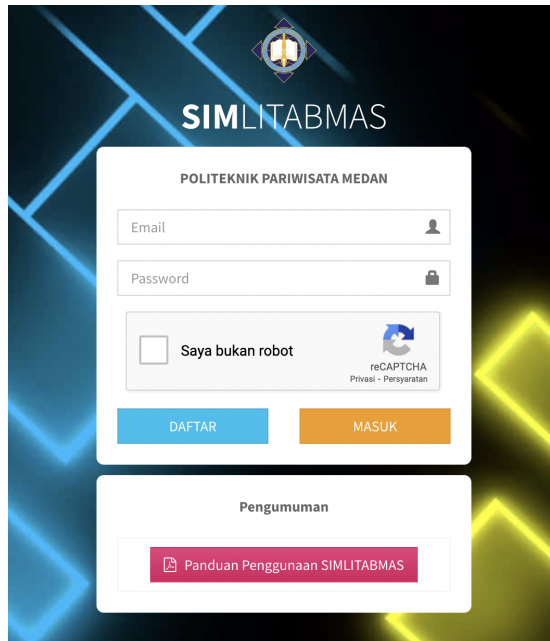 SIMLITABMAS
POLITEKNIK PARIWISATA MEDAN
Email
Password
Saya bukan robot
reCAPTCHA
Privasi - Persyaratan
DAFTAR
MASUK
Pengumuman
Panduan Penggunaan SIMLITABMAS